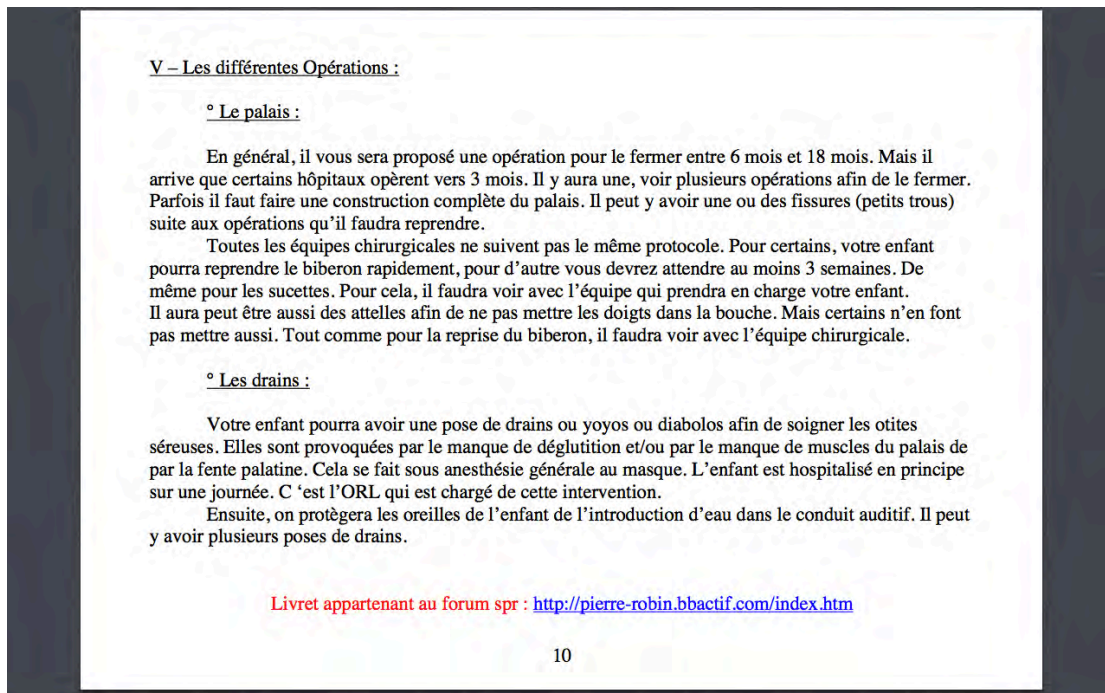 V – Les différentes Opérations :
° Le palais :
En général, il vous sera proposé une opération pour le fermer entre 6 mois et 18 mois. Mais il
arrive que certains hôpitaux opèrent vers 3 mois. Il y aura une, voir plusieurs opérations afin de le fermer.
Parfois il faut faire une construction complète du palais. Il peut y avoir une ou des fissures (petits trous)
suite aux opérations qu’il faudra reprendre.
Toutes les équipes chirurgicales ne suivent pas le même protocole. Pour certains, votre enfant
pourra reprendre le biberon rapidement, pour d’autre vous devrez attendre au moins 3 semaines. De
même pour les sucettes. Pour cela, il faudra voir avec l’équipe qui prendra en charge votre enfant.
Il aura peut être aussi des attelles afin de ne pas mettre les doigts dans la bouche. Mais certains n’en font
pas mettre aussi. Tout comme pour la reprise du biberon, il faudra voir avec l’équipe chirurgicale.
° Les drains :
Votre enfant pourra avoir une pose de drains ou yoyos ou diabolos afin de soigner les otites
séreuses. Elles sont provoquées par le manque de déglutition et/ou par le manque de muscles du palais de
par la fente palatine. Cela se fait sous anesthésie générale au masque. L’enfant est hospitalisé en principe
sur une journée. C ‘est l’ORL qui est chargé de cette intervention.
Ensuite, on protègera les oreilles de l’enfant de l’introduction d’eau dans le conduit auditif. Il peut
y avoir plusieurs poses de drains.
Livret appartenant au forum spr : http://pierre-robin.bbactif.com/index.htm
10